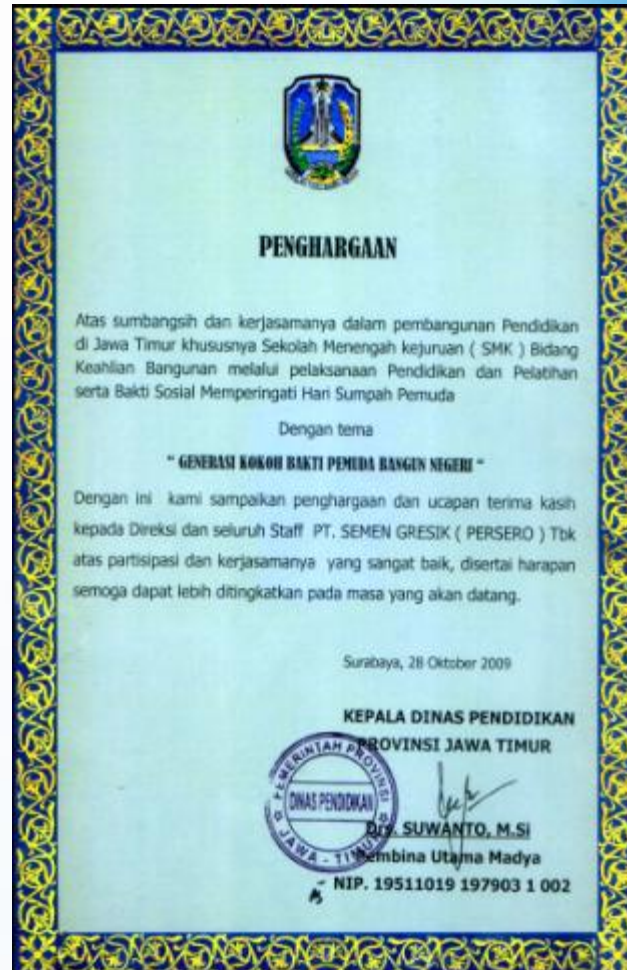 PENGHARGAAN
Atas sumbangsih dan kerjasamanya dalam pembangunan Pendidikan
di Jawa Timur khususnya Sekolah Menengah kejuruan ( SMK ) Bidang
Keahlian Bangunan melalui pelaksanaan Pendidikan dan Pelatihan
serta Bakti Sosial Memperingati Hari Sumpah Pemuda
Dengan tema
" GENERASI KOKOH BAKTI PEMUDA BANGUN NEGERI "
Dengan ini kami sampaikan penghargaan dan ucapan terima kasih
kepada Direksi dan seluruh Staff PT. SEMEN GRESIK ( PERSERO ) Tbk
atas partisipasi dan kerjasamanya yang sangat baik, disertai harapan
semoga dapat lebih ditingkatkan pada masa yang akan datang.
Surabaya, 28 Oktober 2009
KEPALA DINAS PENDIDIKAN
PROVINSI JAWA TIMUR
PEMERINTAH PROVINSI
DINAS PENDIDIKAN
JAWA - TIMUR
Drs. SUWANTO, M.Si
Pembina Utama Madya
NIP. 19511019 197903 1 002